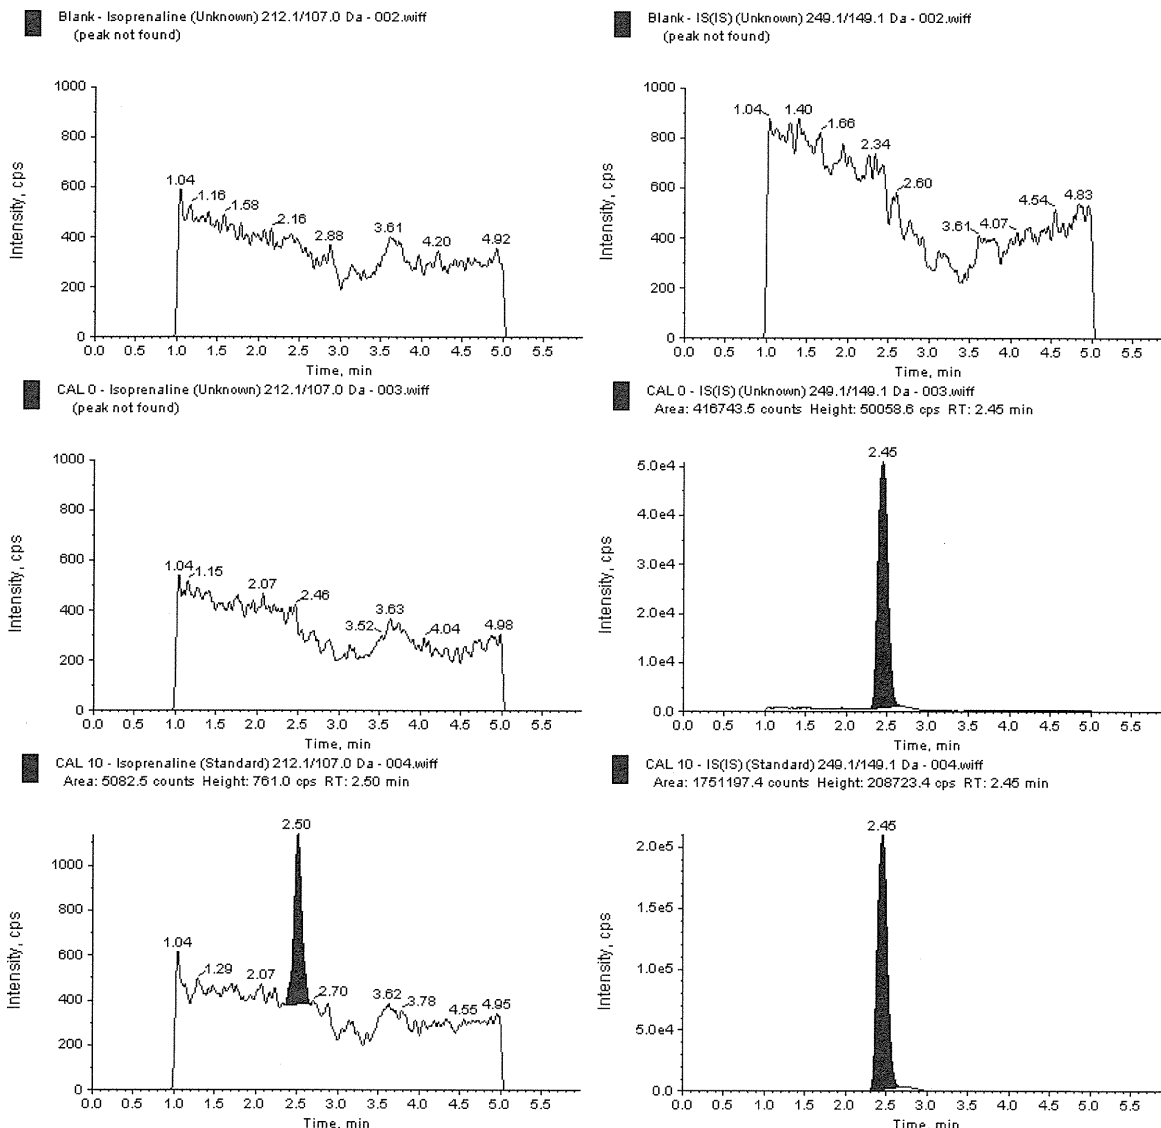 Blank - Isoprenaline (Unknown) 212.1/107.0 Da - 002.wiff
(peak not found)
Intensity, cps
1000
800
600
400
200
0
1.04
1.16
1.58
2.16
2.88
3.61
4.20
4.92
0.0 0.5 1.0 1.5 2.0 2.5 3.0 3.5 4.0 4.5 5.0 5.5
Time, min
Blank - IS(IS) (Unknown) 249.1/149.1 Da - 002.wiff
(peak not found)
Intensity, cps
1000
800
600
400
200
0
1.04
1.40
1.66
2.34
2.60
3.61
4.07
4.54
4.83
0.0 0.5 1.0 1.5 2.0 2.5 3.0 3.5 4.0 4.5 5.0 5.5
Time, min
CAL 0 - Isoprenaline (Unknown) 212.1/107.0 Da - 003.wiff
(peak not found)
Intensity, cps
1000
800
600
400
200
0
1.04
1.15
2.07
2.46
3.52
3.63
4.04
4.98
0.0 0.5 1.0 1.5 2.0 2.5 3.0 3.5 4.0 4.5 5.0 5.5
Time, min
CAL 0 - IS(IS) (Unknown) 249.1/149.1 Da - 003.wiff
Area: 416743.5 counts Height: 50058.6 cps RT: 2.45 min
Intensity, cps
5.0e4
4.0e4
3.0e4
2.0e4
1.0e4
0.0
2.45
0.0 0.5 1.0 1.5 2.0 2.5 3.0 3.5 4.0 4.5 5.0 5.5
Time, min
CAL 10 - Isoprenaline (Standard) 212.1/107.0 Da - 004.wiff
Area: 5082.5 counts Height: 761.0 cps RT: 2.50 min
Intensity, cps
1000
800
600
400
200
0
1.04
1.29
2.07
2.50
2.70
3.62
3.78
4.55
4.95
0.0 0.5 1.0 1.5 2.0 2.5 3.0 3.5 4.0 4.5 5.0 5.5
Time, min
CAL 10 - IS(IS) (Standard) 249.1/149.1 Da - 004.wiff
Area: 1751197.4 counts Height: 208723.4 cps RT: 2.45 min
Intensity, cps
2.0e5
1.5e5
1.0e5
5.0e4
0.0
2.45
0.0 0.5 1.0 1.5 2.0 2.5 3.0 3.5 4.0 4.5 5.0 5.5
Time, min